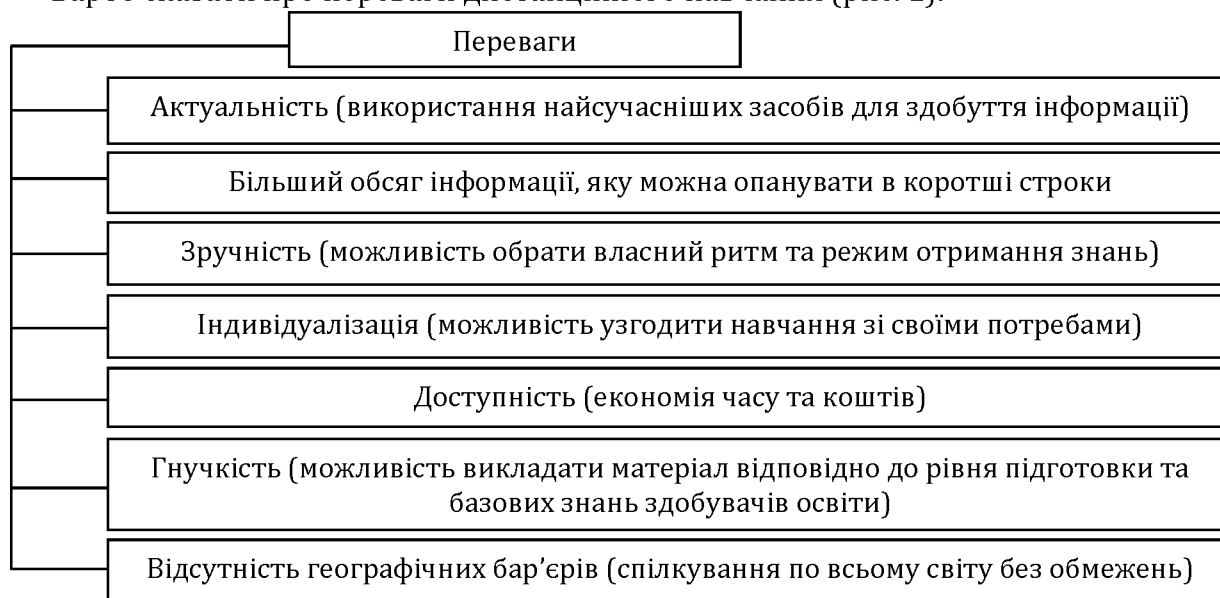 Переваги
Актуальність (використання найсучасніших засобів для здобуття інформації)
Більший обсяг інформації, яку можна опанувати в коротші строки
Зручність (можливість обрати власний ритм та режим отримання знань)
Індивідуалізація (можливість узгодити навчання зі своїми потребами)
Доступність (економія часу та коштів)
Гнучкість (можливість викладати матеріал відповідно до рівня підготовки та
базових знань здобувачів освіти)
Відсутність географічних бар’єрів (спілкування по всьому світу без обмежень)